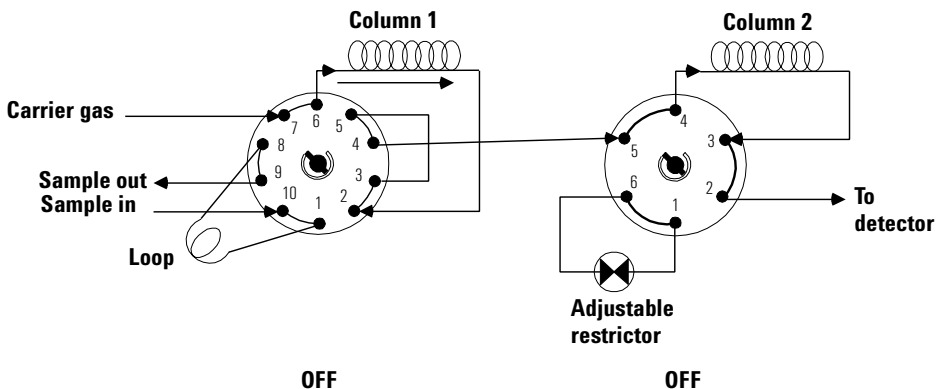 Column 1
Column 2
Carrier gas
7
6
5
4
8
3
9
2
10
1
Sample out
Sample in
Loop
4
5
3
6
2
1
To
detector
Adjustable
restrictor
OFF
OFF